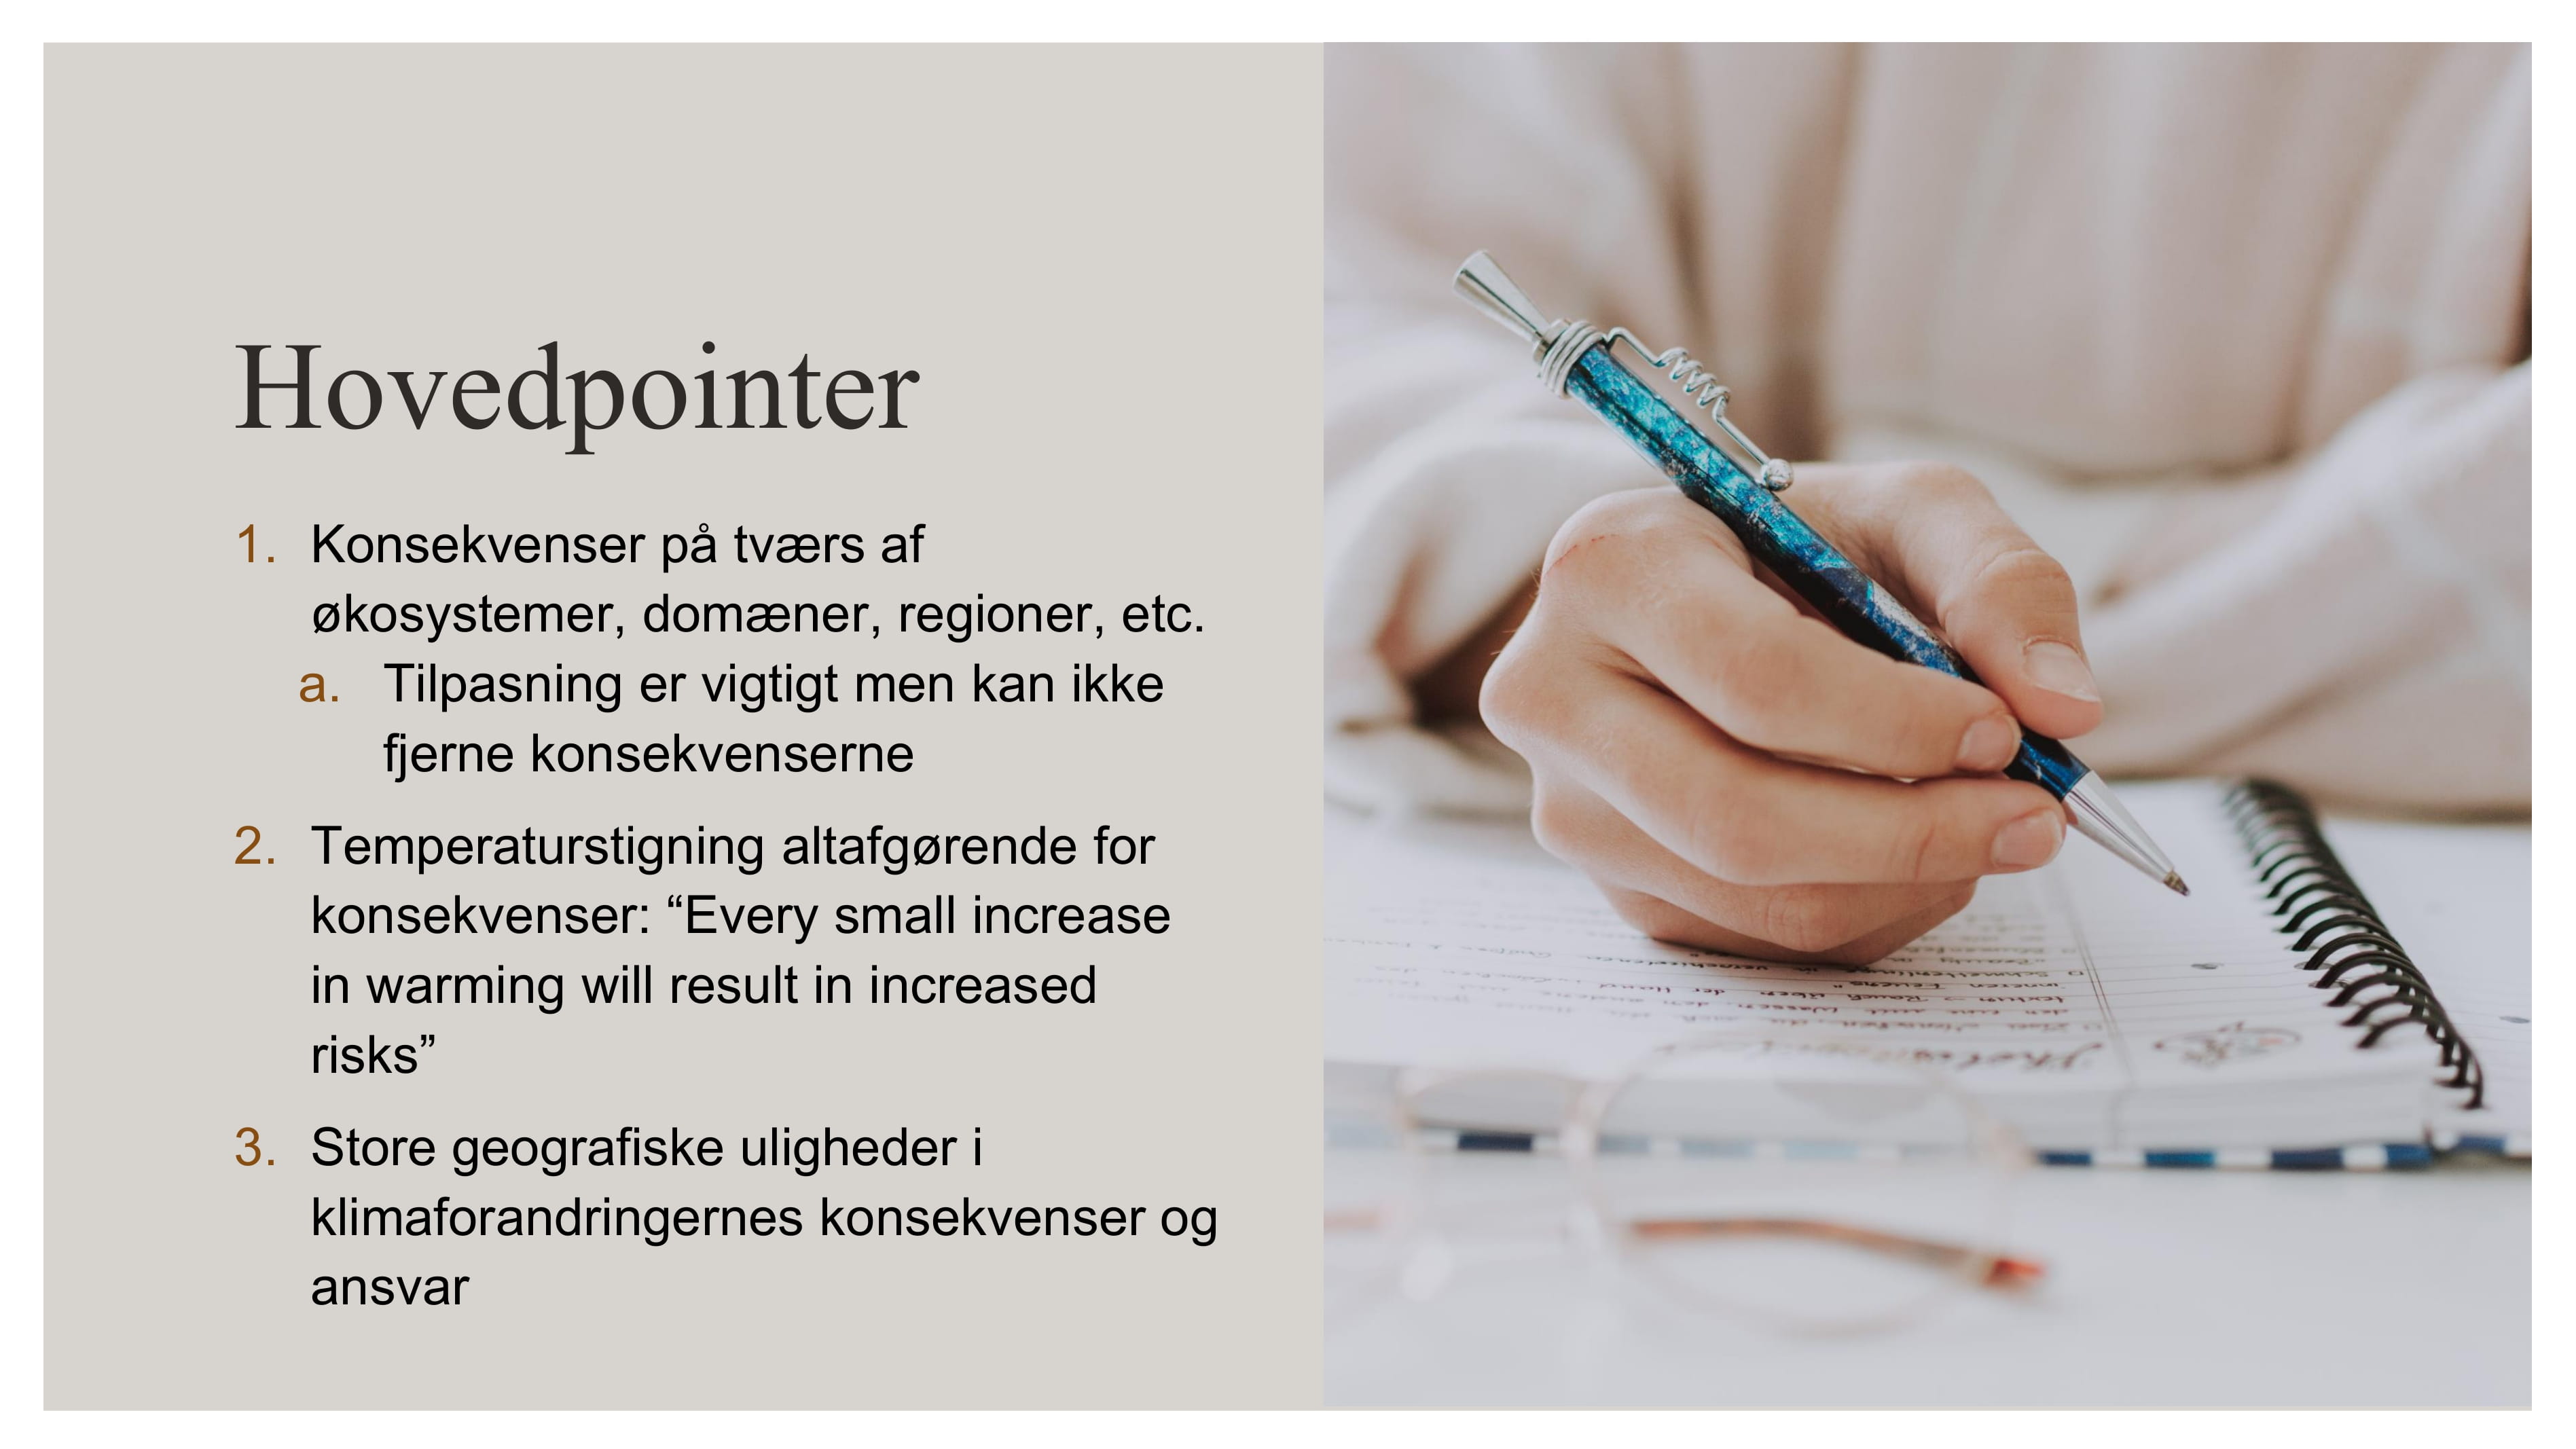 Hovedpointer
1. Konsekvenser på tværs af
økosystemer, domæner, regioner, etc.
a. Tilpasning er vigtigt men kan ikke
fjerne konsekvenserne
2. Temperaturstigning altafgørende for
konsekvenser: “Every small increase
in warming will result in increased
risks”
3. Store geografiske uligheder i
klimaforandringernes konsekvenser og
ansvar